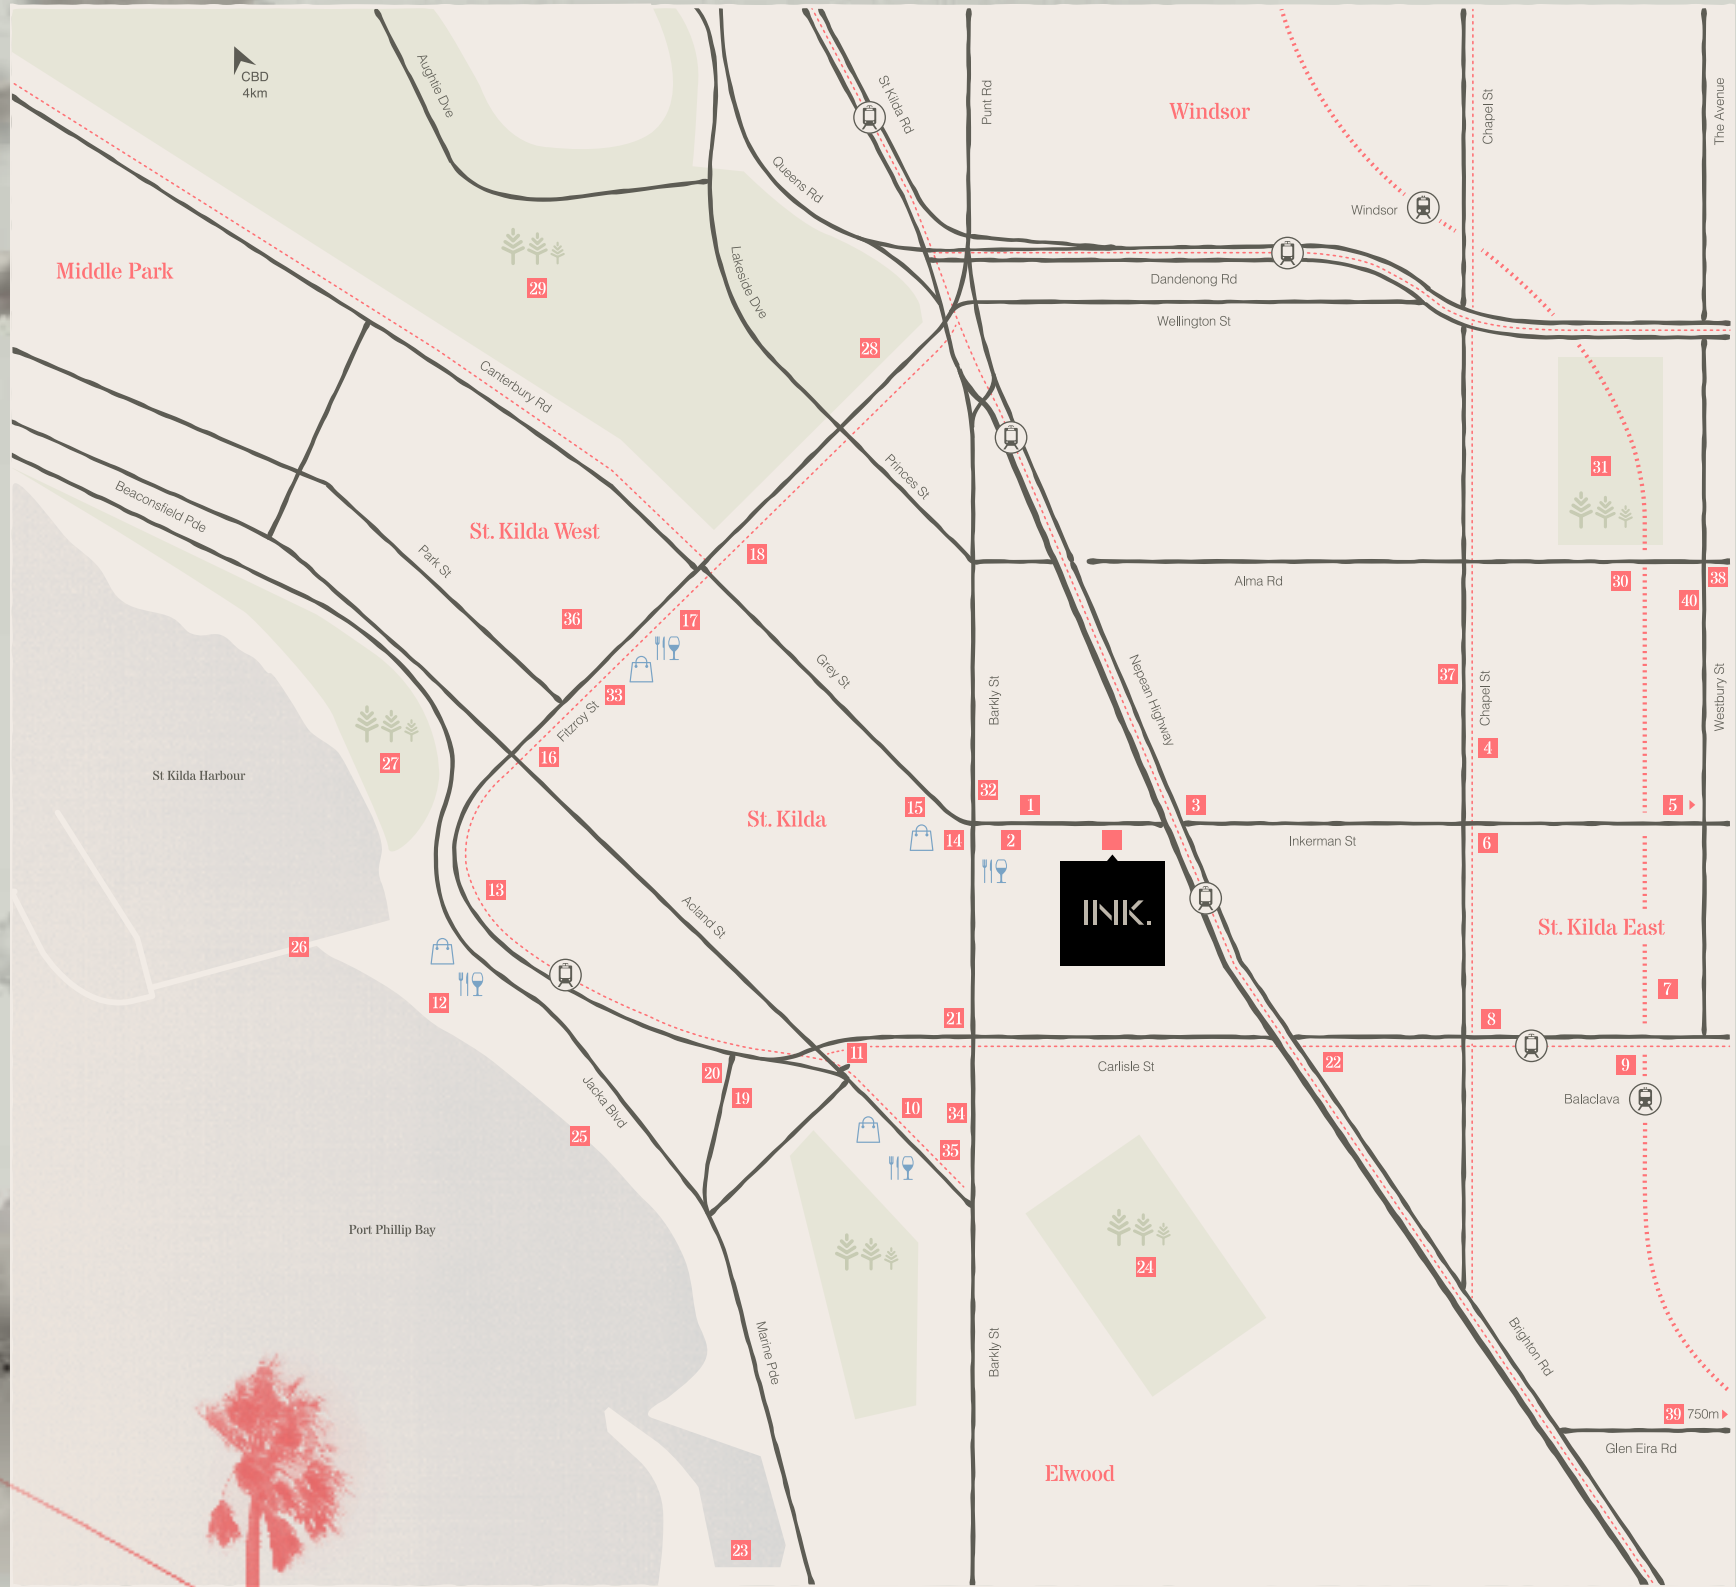 CBD
4km
Aughtie Dve
St Kilda Rd
Punt Rd
Windsor
Chapel St
The Avenue
Queens Rd
Windsor
Middle Park
29
Lakeside Dve
Dandenong Rd
Wellington St
28
Canterbury Rd
Beaconsfield Pde
Princes St
31
St. Kilda West
Park St
18
Alma Rd
30
38
40
36
17
Grey St
Barkly St
Nepean Highway
37
Chapel St
Westbury St
33
Fitzroy St
27
16
4
St Kilda Harbour
St. Kilda
15
32
1
3
5
14
2
Inkerman St
6
13
Acland St
INK.
St. Kilda East
26
12
7
21
8
11
Carlisle St
22
20
19
9
Balaclava
Jacka Blvd
10
34
25
35
Port Phillip Bay
24
Marine Pde
Barkly St
Brighton Rd
39 750m
Glen Eira Rd
Elwood
23